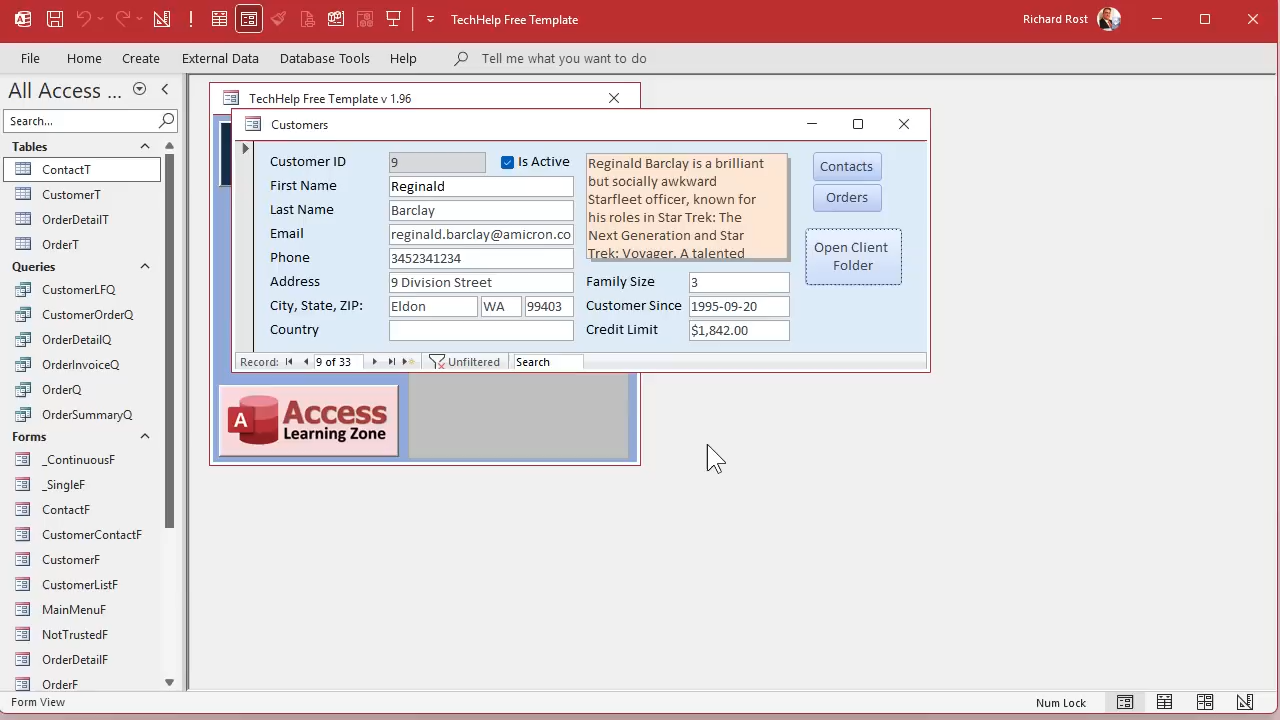 TechHelp Free Template
Richard Rost
File
Home
Create
External Data
Database Tools
Help
Tell me what you want to do
All Access ...
Search...
Tables
ContactT
CustomerT
OrderDetailT
OrderT
Queries
CustomerLFQ
CustomerOrderQ
OrderDetailQ
OrderInvoiceQ
OrderQ
OrderSummaryQ
Forms
_ContinuousF
_SingleF
ContactF
CustomerContactF
CustomerF
CustomerListF
MainMenuF
NotTrustedF
OrderDetailF
OrderF
TechHelp Free Template v 1.96
Customers
Customer ID 9
Is Active
First Name Reginald
Last Name Barclay
Email reginald.barclay@amicron.co
Phone 3452341234
Address 9 Division Street
City, State, ZIP: Eldon WA 99403
Country
Reginald Barclay is a brilliant
but socially awkward
Starfleet officer, known for
his roles in Star Trek: The
Next Generation and Star
Trek: Voyager. A talented
Family Size 3
Customer Since 1995-09-20
Credit Limit $1,842.00
Contacts
Orders
Open Client
Folder
Record: 9 of 33 Unfiltered Search
A Access
Learning Zone
Form View
Num Lock